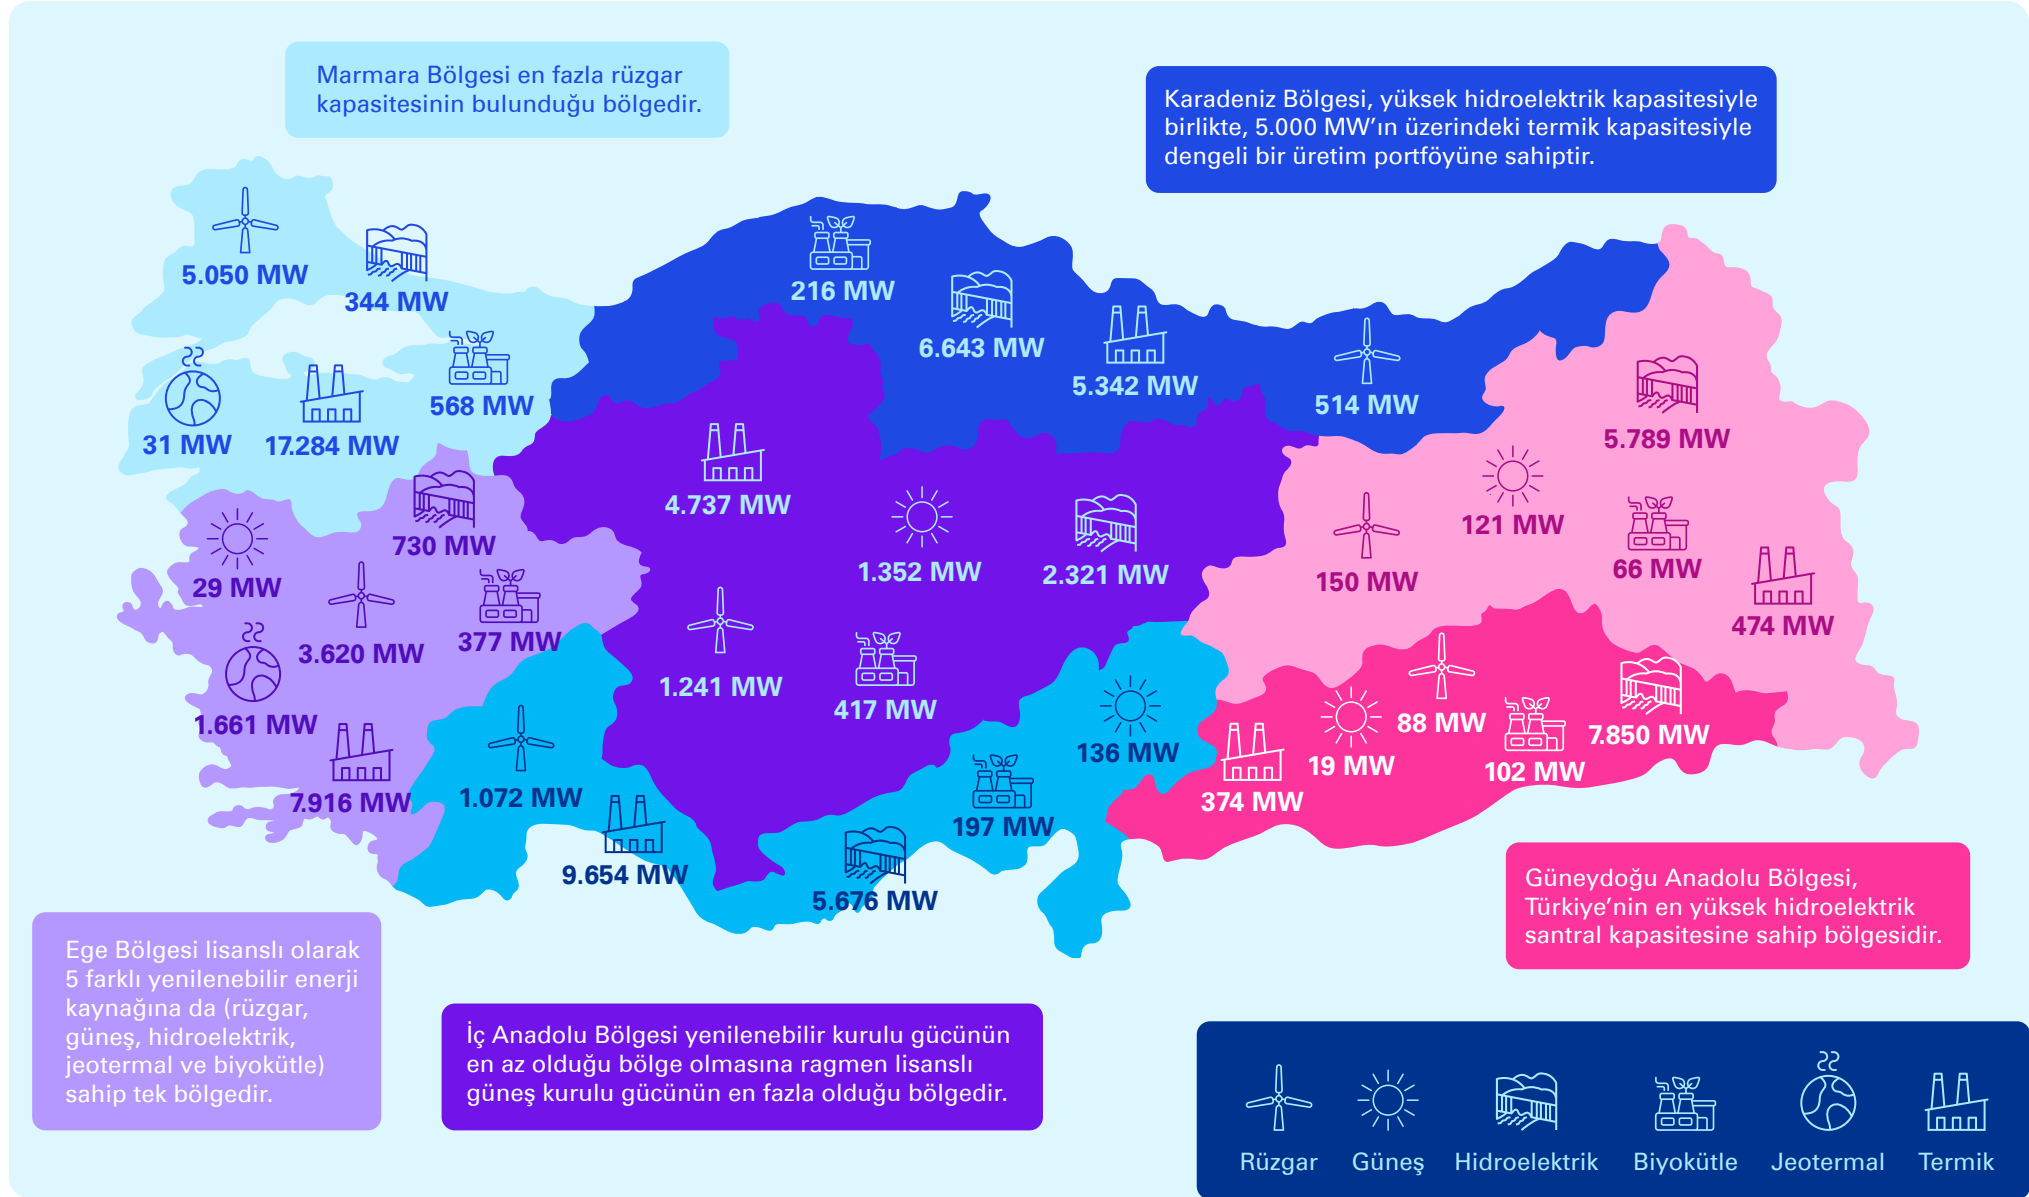 Marmara Bölgesi en fazla rüzgar
kapasitesinin bulunduğu bölgedir.
Karadeniz Bölgesi, yüksek hidroelektrik kapasitesiyle
birlikte, 5.000 MW’ın üzerindeki termik kapasitesiyle
dengeli bir üretim portföyüne sahiptir.
5.050 MW
344 MW
568 MW
31 MW
17.284 MW
216 MW
6.643 MW
5.342 MW
514 MW
5.789 MW
121 MW
150 MW
66 MW
474 MW
4.737 MW
1.352 MW
2.321 MW
1.241 MW
417 MW
730 MW
29 MW
3.620 MW
377 MW
1.661 MW
7.916 MW
1.072 MW
9.654 MW
5.676 MW
197 MW
136 MW
374 MW
19 MW
88 MW
102 MW
7.850 MW
Güneydoğu Anadolu Bölgesi,
Türkiye’nin en yüksek hidroelektrik
santral kapasitesine sahip bölgesidir.
Ege Bölgesi lisanslı olarak
5 farklı yenilenebilir enerji
kaynağına da (rüzgar,
güneş, hidroelektrik,
jeotermal ve biyokütle)
sahip tek bölgedir.
İç Anadolu Bölgesi yenilenebilir kurulu gücünün
en az olduğu bölge olmasına ragmen lisanslı
güneş kurulu gücünün en fazla olduğu bölgedir.
Rüzgar
Güneş
Hidroelektrik
Biyokütle
Jeotermal
Termik